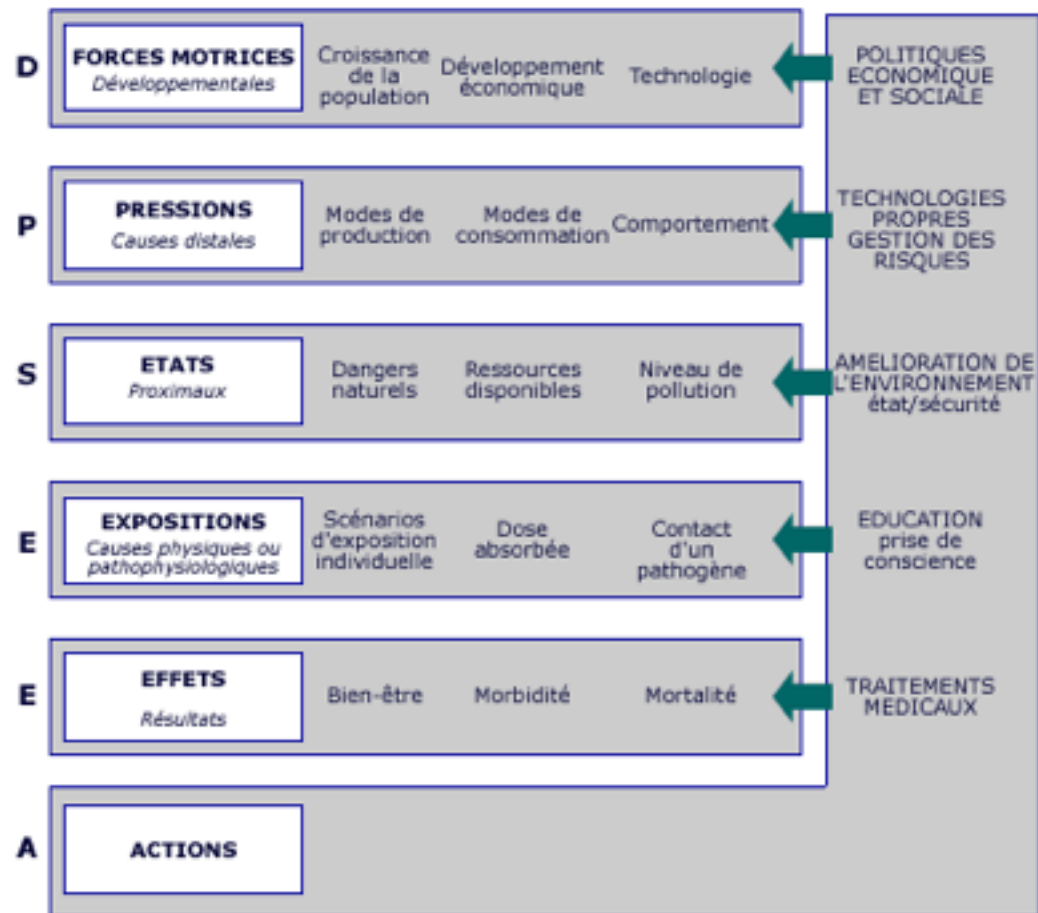 D
FORCES MOTRICES
Développementales
Croissance
de la
population
Développement
économique
Technologie
POLITIQUES
ECONOMIQUE
ET SOCIALE
P
PRESSIONS
Causes distales
Modes de
production
Modes de
consommation
Comportement
TECHNOLOGIES
PROPRES
GESTION DES
RISQUES
S
ETATS
Proximaux
Dangers
naturels
Ressources
disponibles
Niveau de
pollution
AMELIORATION DE
L'ENVIRONNEMENT
état/sécurité
E
EXPOSITIONS
Causes physiques ou
pathophysiologiques
Scénarios
d'exposition
individuelle
Dose
absorbée
Contact
d'un
pathogène
EDUCATION
prise de
conscience
E
EFFETS
Résultats
Bien-être
Morbidité
Mortalité
TRAITEMENTS
MEDICAUX
A
ACTIONS